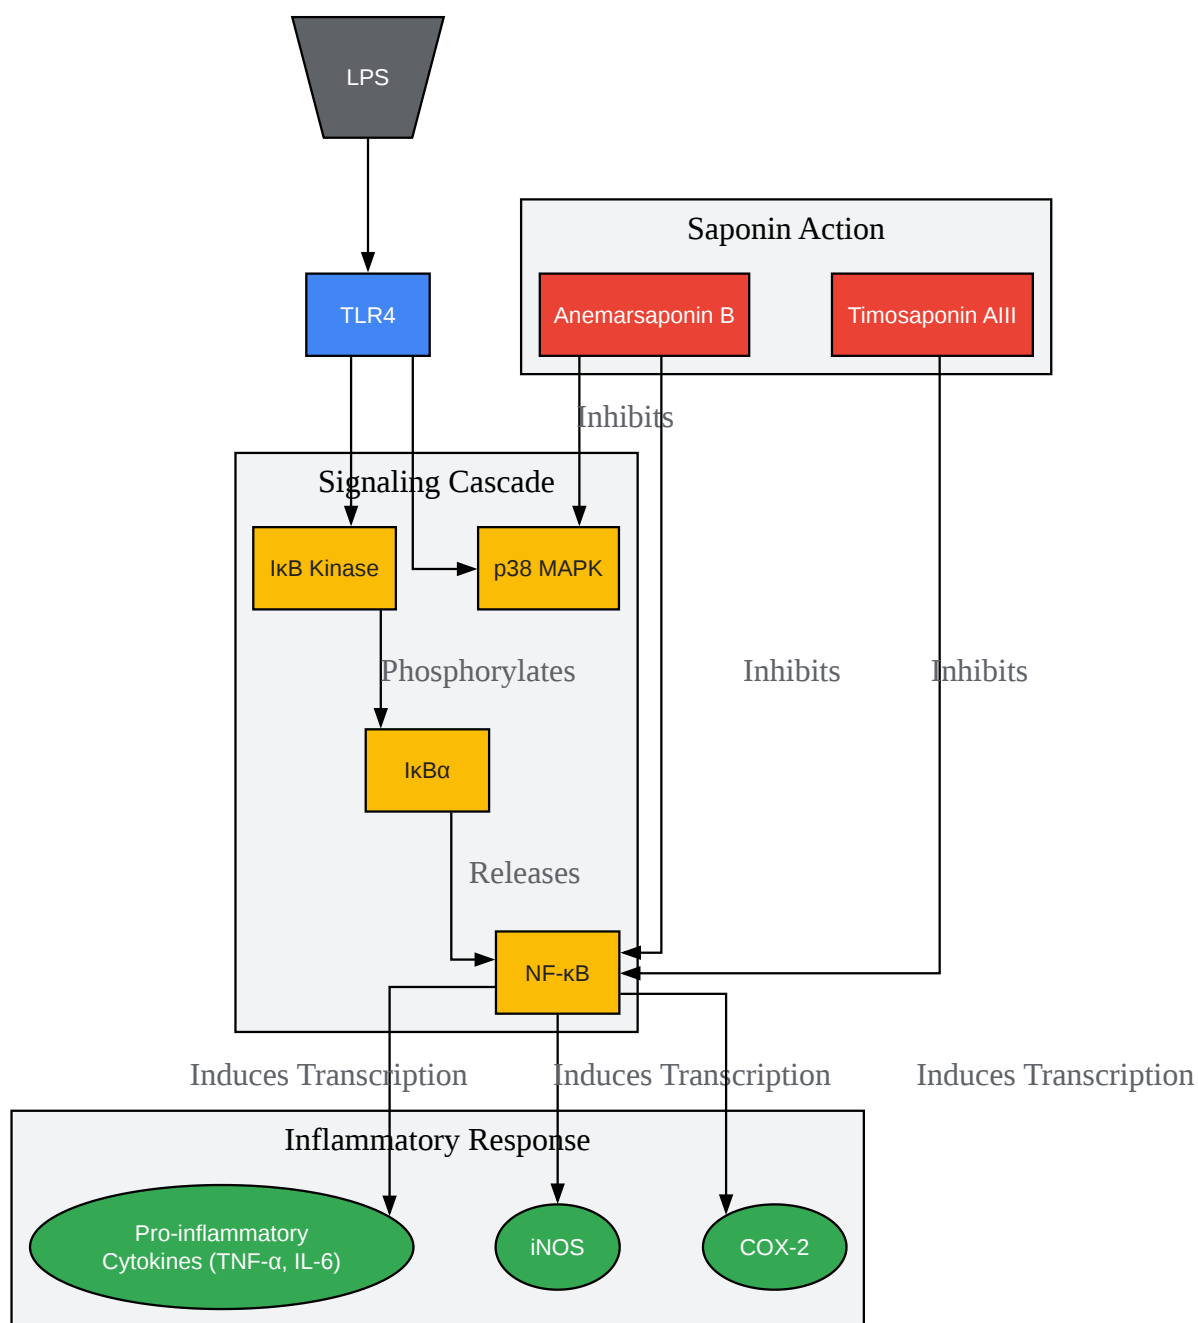 LPS
Saponin Action
TLR4
Anemarsaponin B
Timosaponin AIII
Inhibits
Signaling Cascade
IκB Kinase
p38 MAPK
Phosphorylates
Inhibits
Inhibits
IκBα
Releases
NF-κB
Induces Transcription
Induces Transcription
Induces Transcription
Inflammatory Response
Pro-inflammatory
Cytokines (TNF-α, IL-6)
iNOS
COX-2